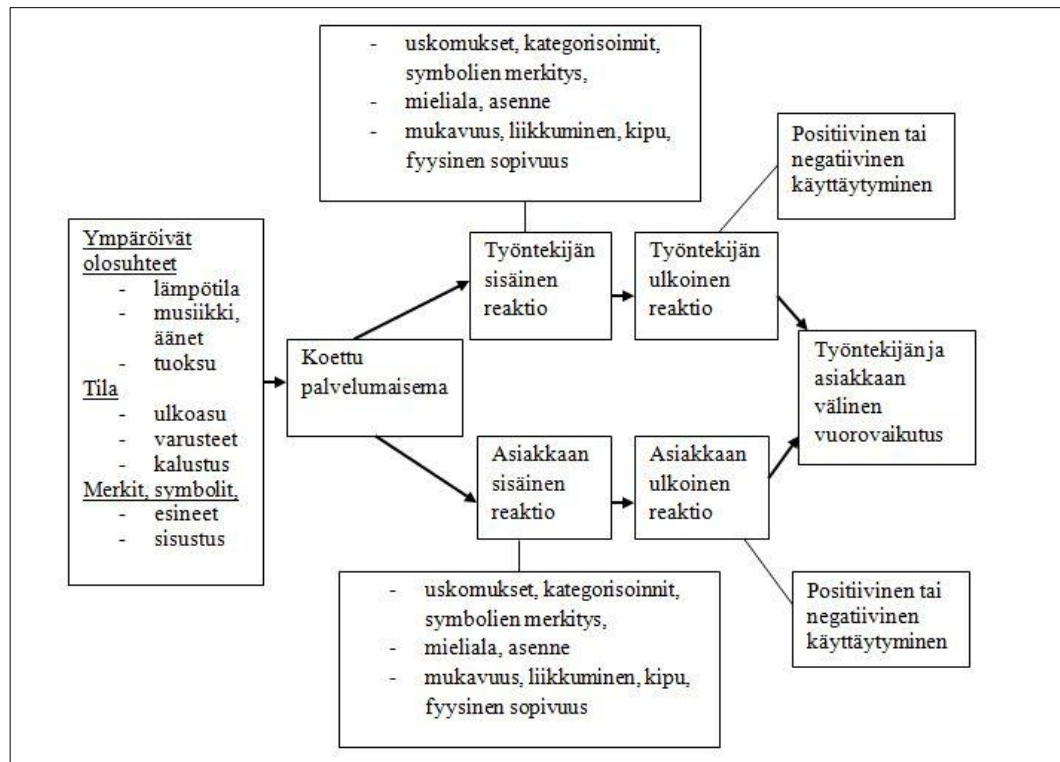 - uskomukset, kategorisoinnit,
symbolien merkitys,
- mieliala, asenne
- mukavuus, liikkuminen, kipu,
fyysinen sopivuus
Positiivinen tai
negatiivinen
käyttäytyminen
Ympäröivät
olosuhteet
- lämpötila
- musiikki,
äänet
- tuoksu
Tila
- ulkoasu
- varusteet
- kalustus
Merkit, symbolit,
- esineet
- sisustus
Koettu
palvelumaisema
Työntekijän
sisäinen
reaktio
Työntekijän
ulkoinen
reaktio
Työntekijän ja
asiakkaan
välinen
vuorovaikutus
Asiakkaan
sisäinen
reaktio
Asiakkaan
ulkoinen
reaktio
- uskomukset, kategorisoinnit,
symbolien merkitys,
- mieliala, asenne
- mukavuus, liikkuminen, kipu,
fyysinen sopivuus
Positiivinen tai
negatiivinen
käyttäytyminen